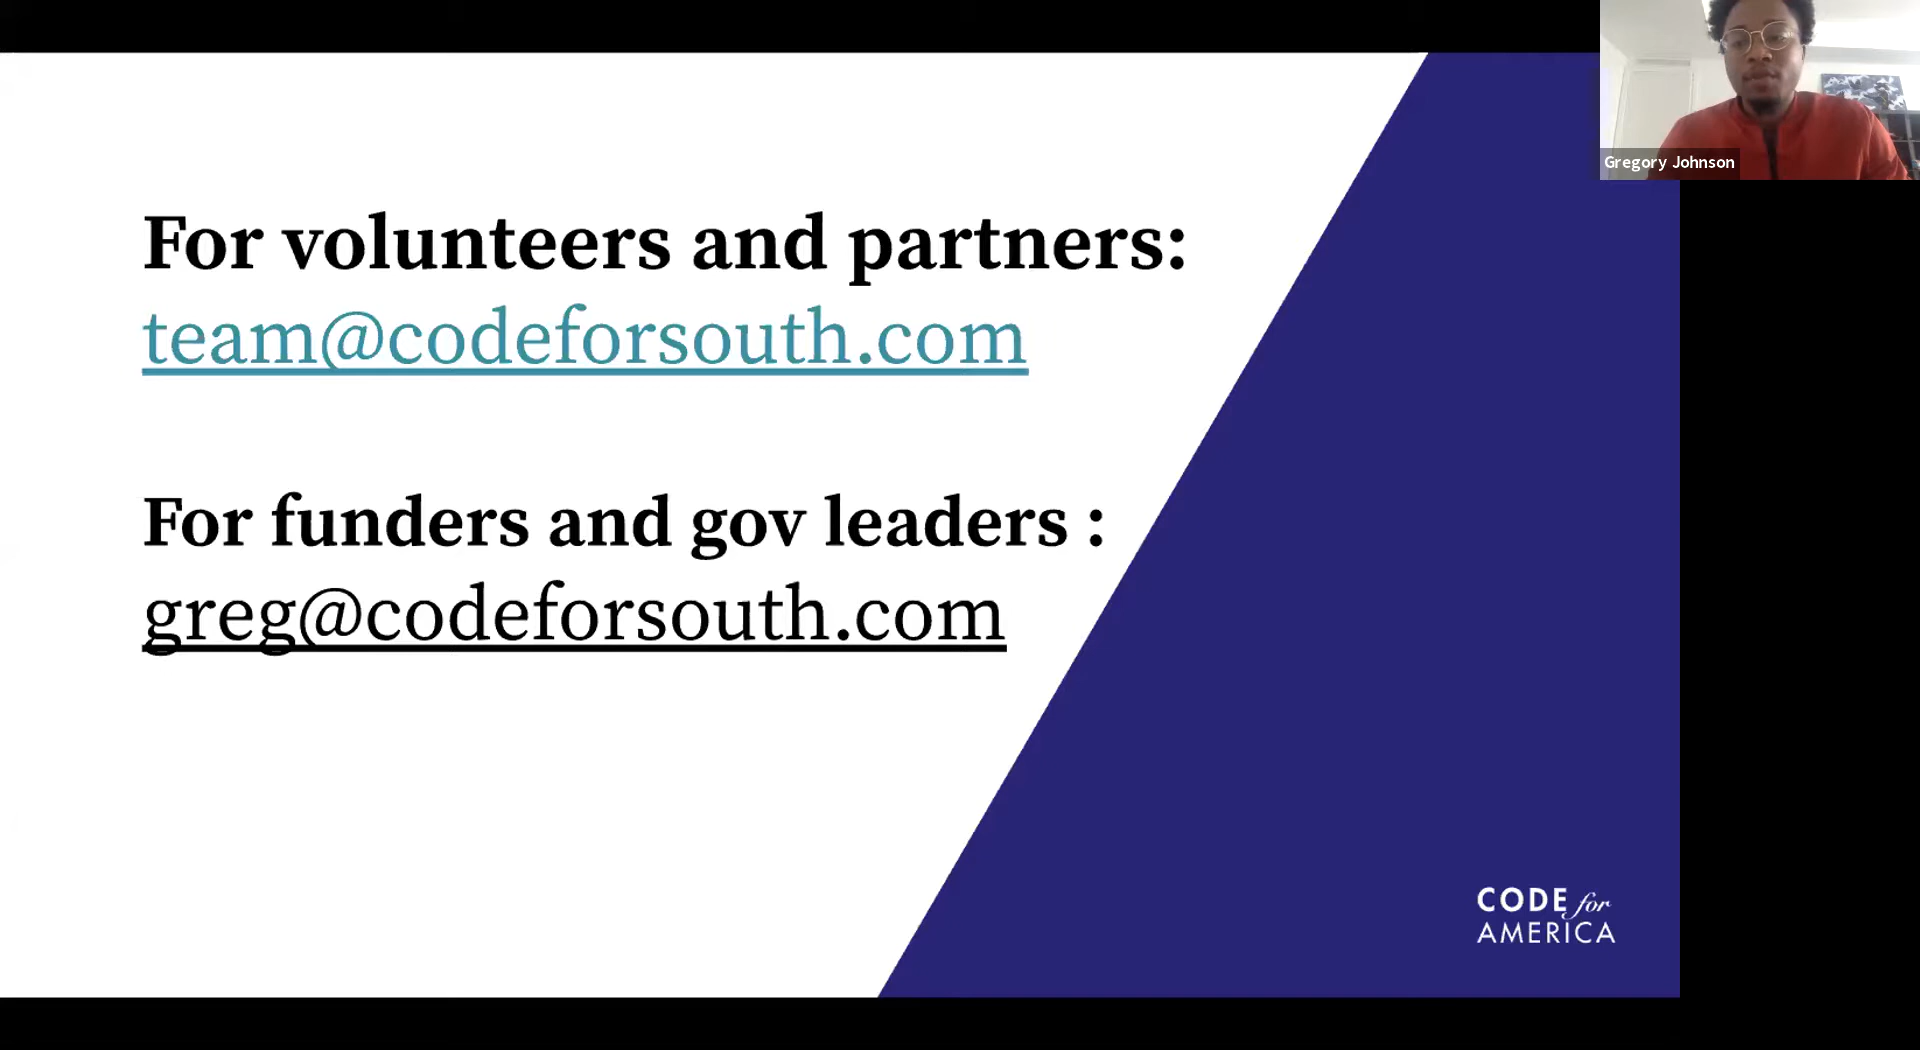 For volunteers and partners:
team@codeforsouth.com
For funders and gov leaders :
greg@codeforsouth.com
Gregory Johnson
CODE for
AMERICA